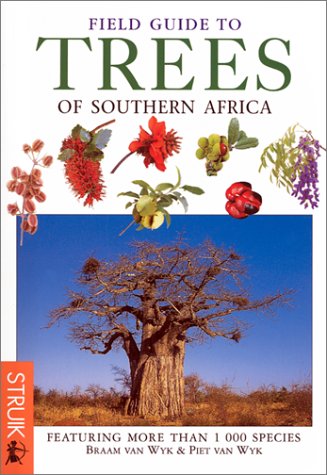 FIELD GUIDE TO
TREES
OF SOUTHERN AFRICA
STRUIK
FEATURING MORE THAN 1 000 SPECIES
BRAAM VAN WYK & PIET VAN WYK